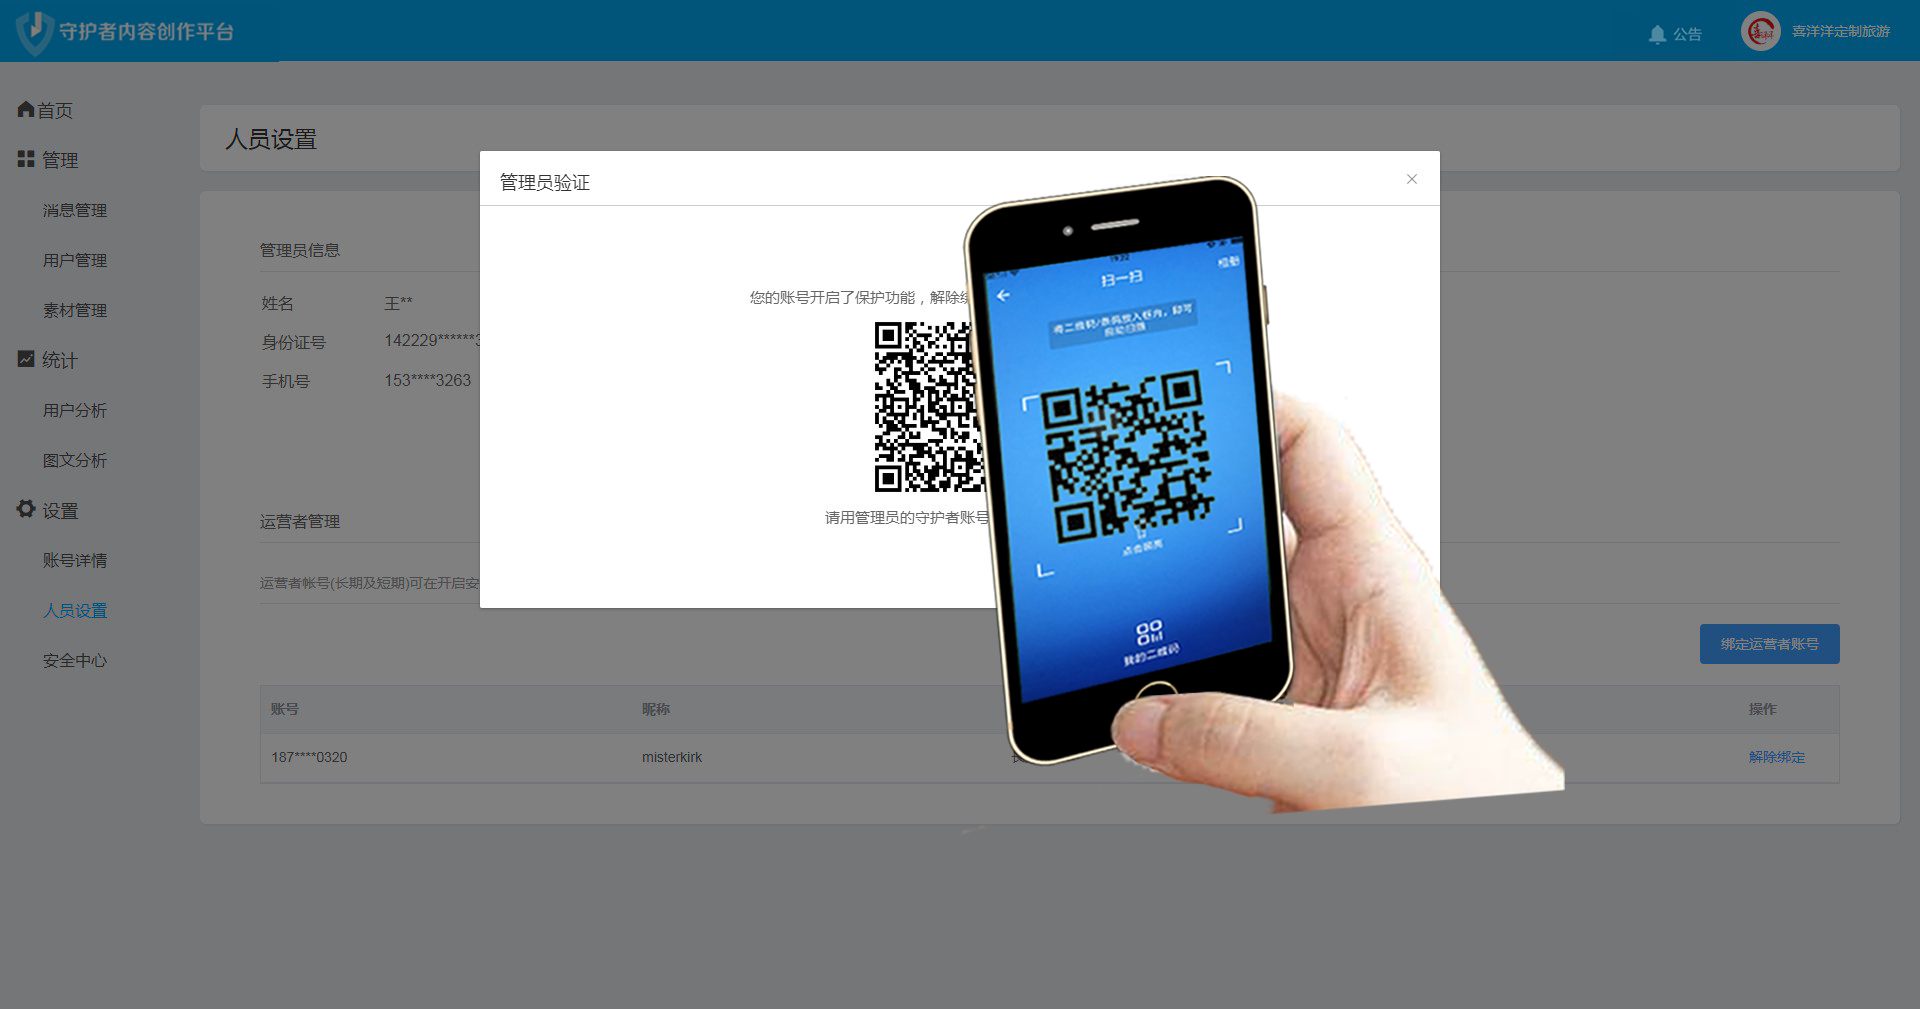 守护者内容创作平台
公告
喜洋洋定制旅游
首页
管理
消息管理
用户管理
素材管理
统计
用户分析
图文分析
设置
账号详情
人员设置
安全中心
人员设置
管理员信息
姓名 王**
身份证号 142229******3
手机号 153****3263
运营者管理
运营者帐号(长期及短期)可在开启安
绑定运营者账号
账号 昵称 操作
187****0320 misterkirk 长 解除绑定
管理员验证
您的账号开启了保护功能，解除绑
请用管理员的守护者账号
19:22
扫一扫
相册
将二维码/条码放入框内，即可
自动扫描
点击照亮
我的二维码